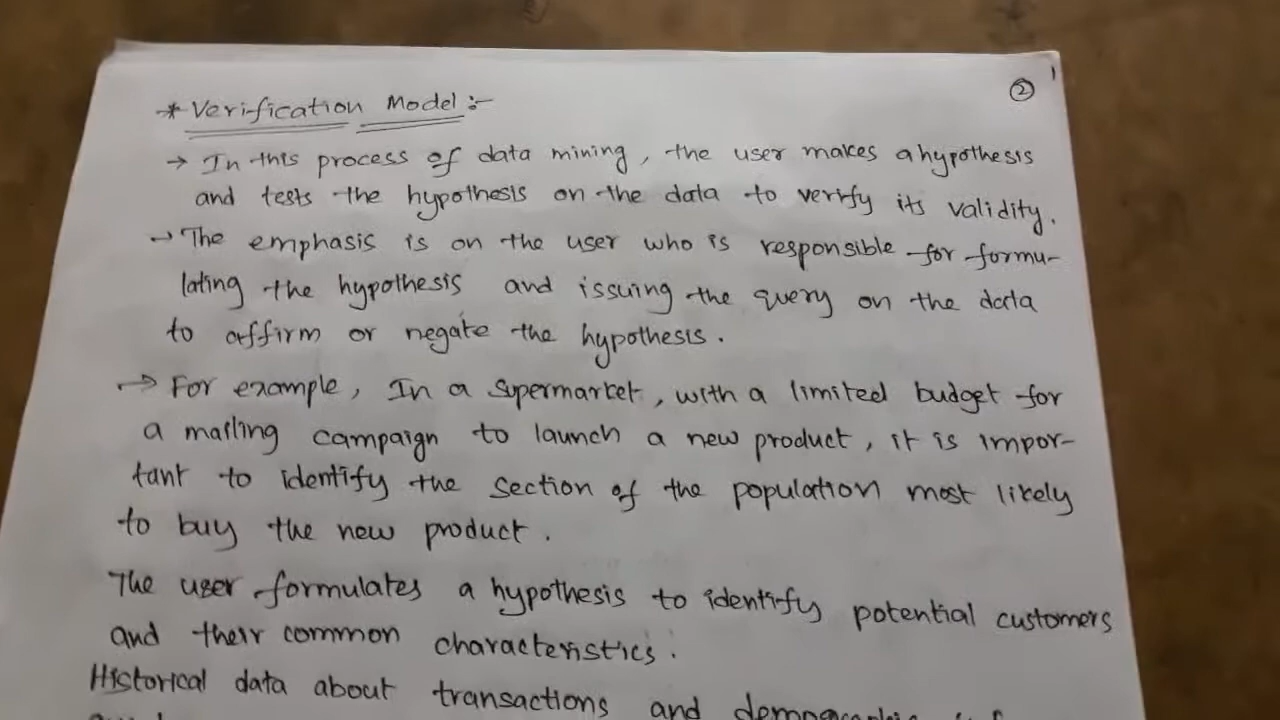 ②
* Verification Model :-
→ In this process of data mining, the user makes a hypothesis
and tests the hypothesis on the data to verify its validity.
→ The emphasis is on the user who is responsible for formu-
lating the hypothesis and issuing the query on the data
to affirm or negate the hypothesis.
→ For example, In a supermarket, with a limited budget for
a mailing campaign to launch a new product, it is impor-
tant to identify the section of the population most likely
to buy the new product.
The user formulates a hypothesis to identify potential customers
and their common characteristics.
Historical data about transactions and demographic